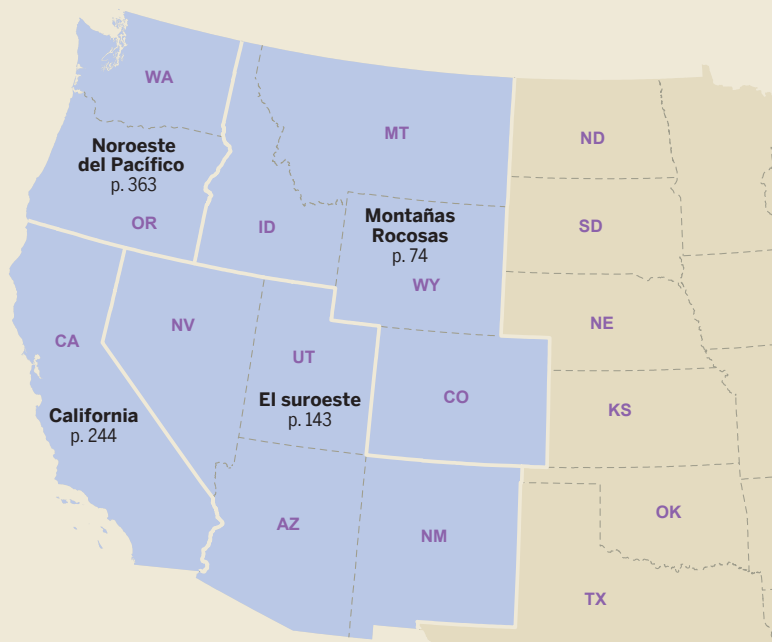 WA
MT
ND
Noroeste
del Pacífico
p. 363
OR
ID
Montañas
Rocosas
p. 74
WY
SD
NE
CA
NV
UT
El suroeste
p. 143
CO
KS
California
p. 244
AZ
NM
OK
TX